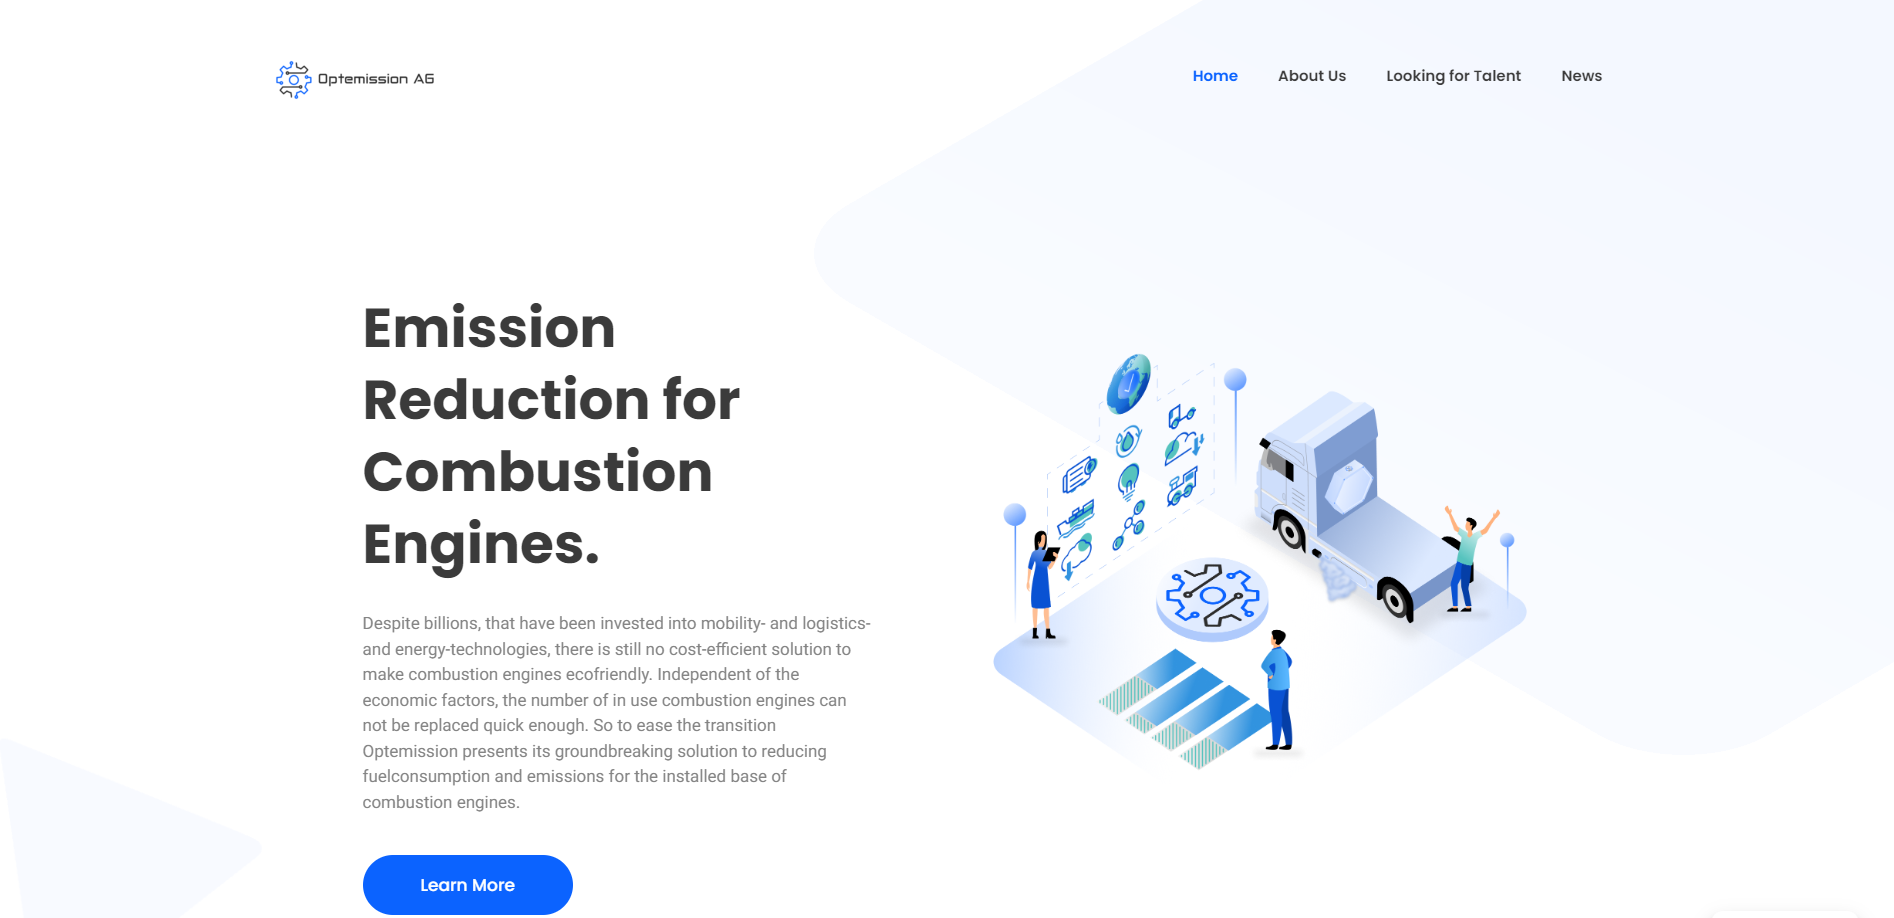 Optemission AG
Home
About Us
Looking for Talent
News
Emission
Reduction for
Combustion
Engines.
Despite billions, that have been invested into mobility- and logistics-
and energy-technologies, there is still no cost-efficient solution to
make combustion engines ecofriendly. Independent of the
economic factors, the number of in use combustion engines can
not be replaced quick enough. So to ease the transition
Optemission presents its groundbreaking solution to reducing
fuelconsumption and emissions for the installed base of
combustion engines.
Learn More